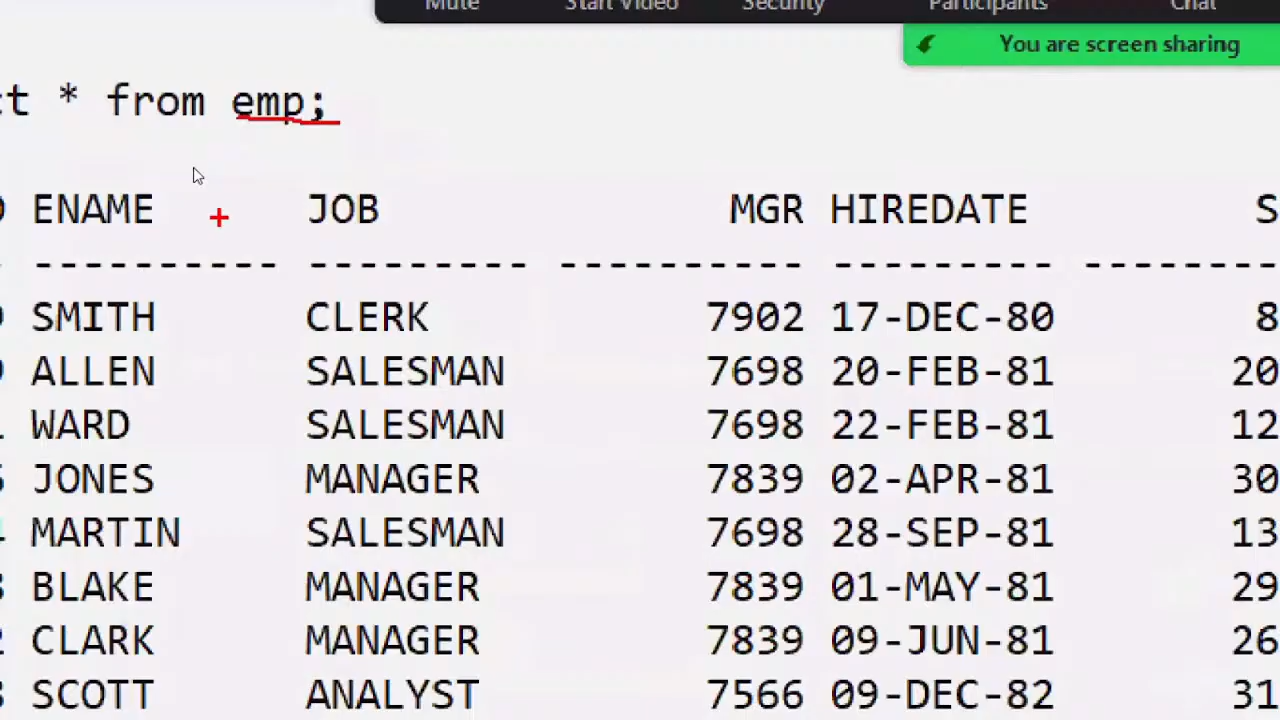 Mute Start Video Security Participants Chat
You are screen sharing
ct * from emp;
ENAME JOB MGR HIREDATE S
---------- --------- ---------- --------- --------
SMITH CLERK 7902 17-DEC-80 8
ALLEN SALESMAN 7698 20-FEB-81 20
WARD SALESMAN 7698 22-FEB-81 12
JONES MANAGER 7839 02-APR-81 30
MARTIN SALESMAN 7698 28-SEP-81 13
BLAKE MANAGER 7839 01-MAY-81 29
CLARK MANAGER 7839 09-JUN-81 26
SCOTT ANALYST 7566 09-DEC-82 31